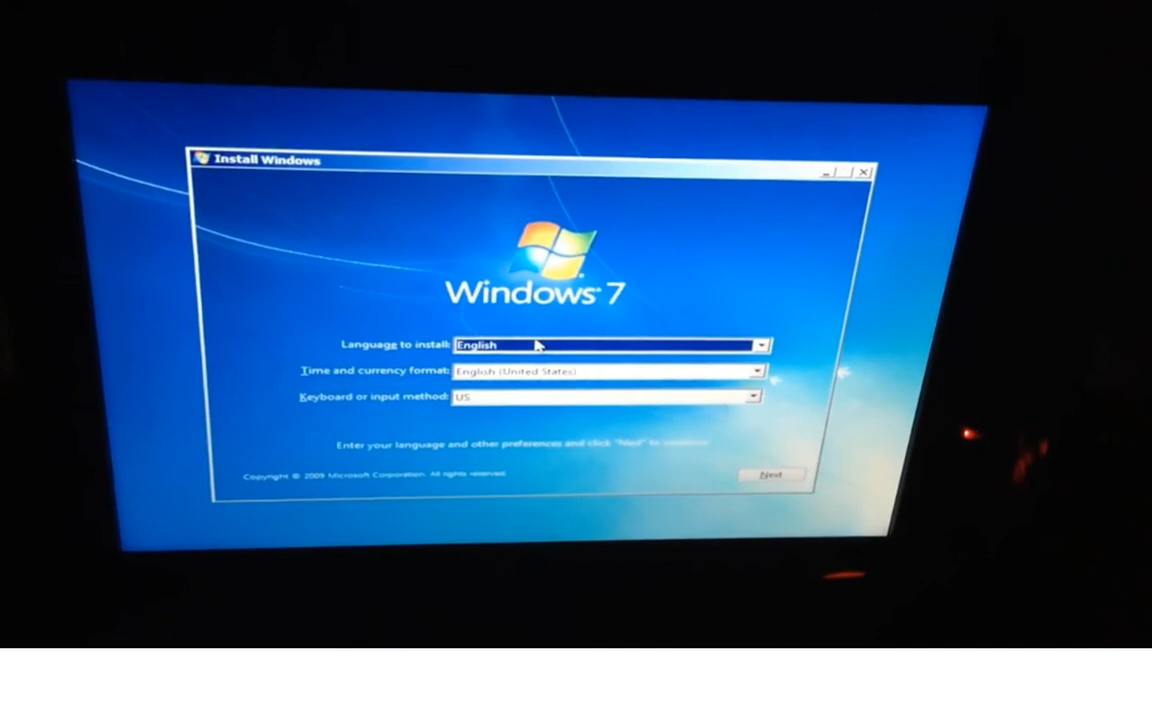 Install Windows
Windows 7
Language to install: English
Time and currency format: English (United States)
Keyboard or input method: US
Enter your language and other preferences and click "Next" to continue.
Copyright © 2009 Microsoft Corporation. All rights reserved.
Next